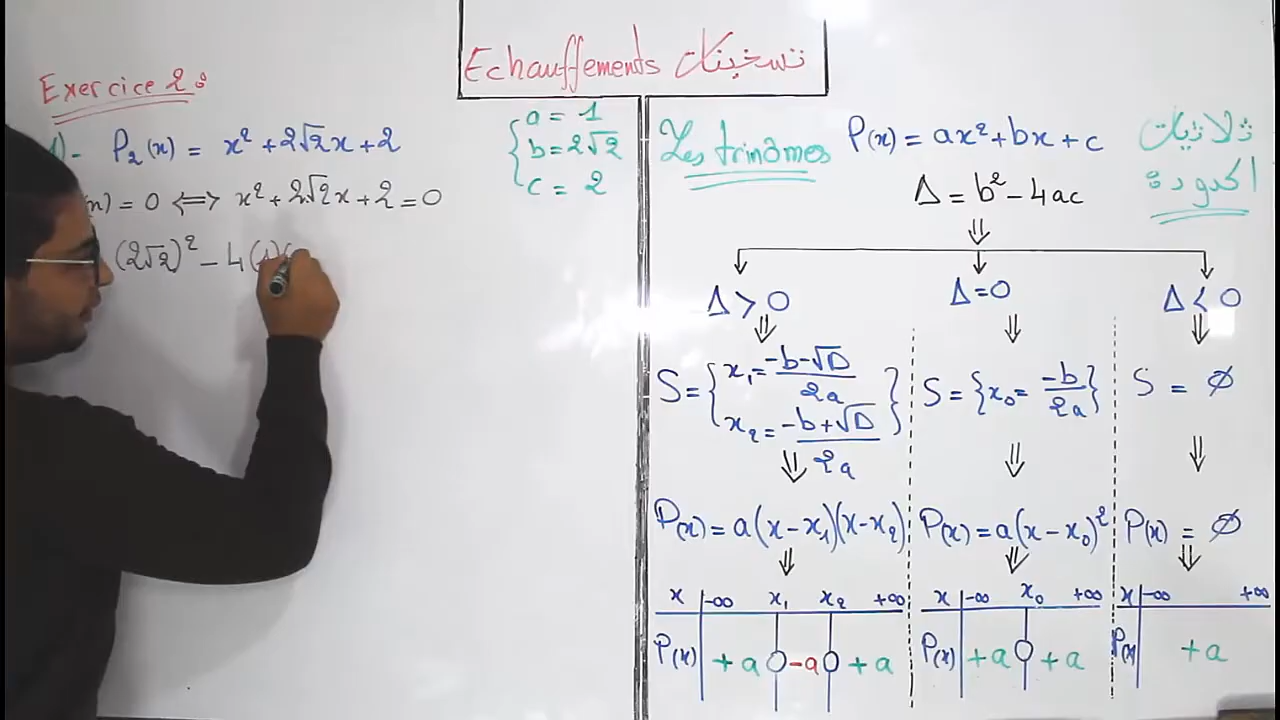 Echauffements تسخينات
Exercice 2 :
1)- P₂(x) = x² + 2√2x + 2
(x) = 0 ⟺ x² + 2√2x + 2 = 0
(2√2)² - 4(1)(
{ a = 1
b = 2√2
c = 2
Les trinômes P(x) = ax² + bx + c ثلاثيات
الحدود
Δ = b² - 4ac
⇓
Δ > 0 Δ = 0 Δ < 0
⇓ ⇓ ⇓
S = { x₁ = (-b - √Δ)/2a
x₂ = (-b + √Δ)/2a }
S = { x₀ = -b/2a }
S = ∅
⇓ ⇓ ⇓
P(x) = a(x - x₁)(x - x₂) P(x) = a(x - x₀)² P(x) = ∅
⇓ ⇓ ⇓
x -∞ x₁ x₂ +∞
P(x) +a 0 -a 0 +a
x -∞ x₀ +∞
P(x) +a 0 +a
x -∞ +∞
P(x) +a